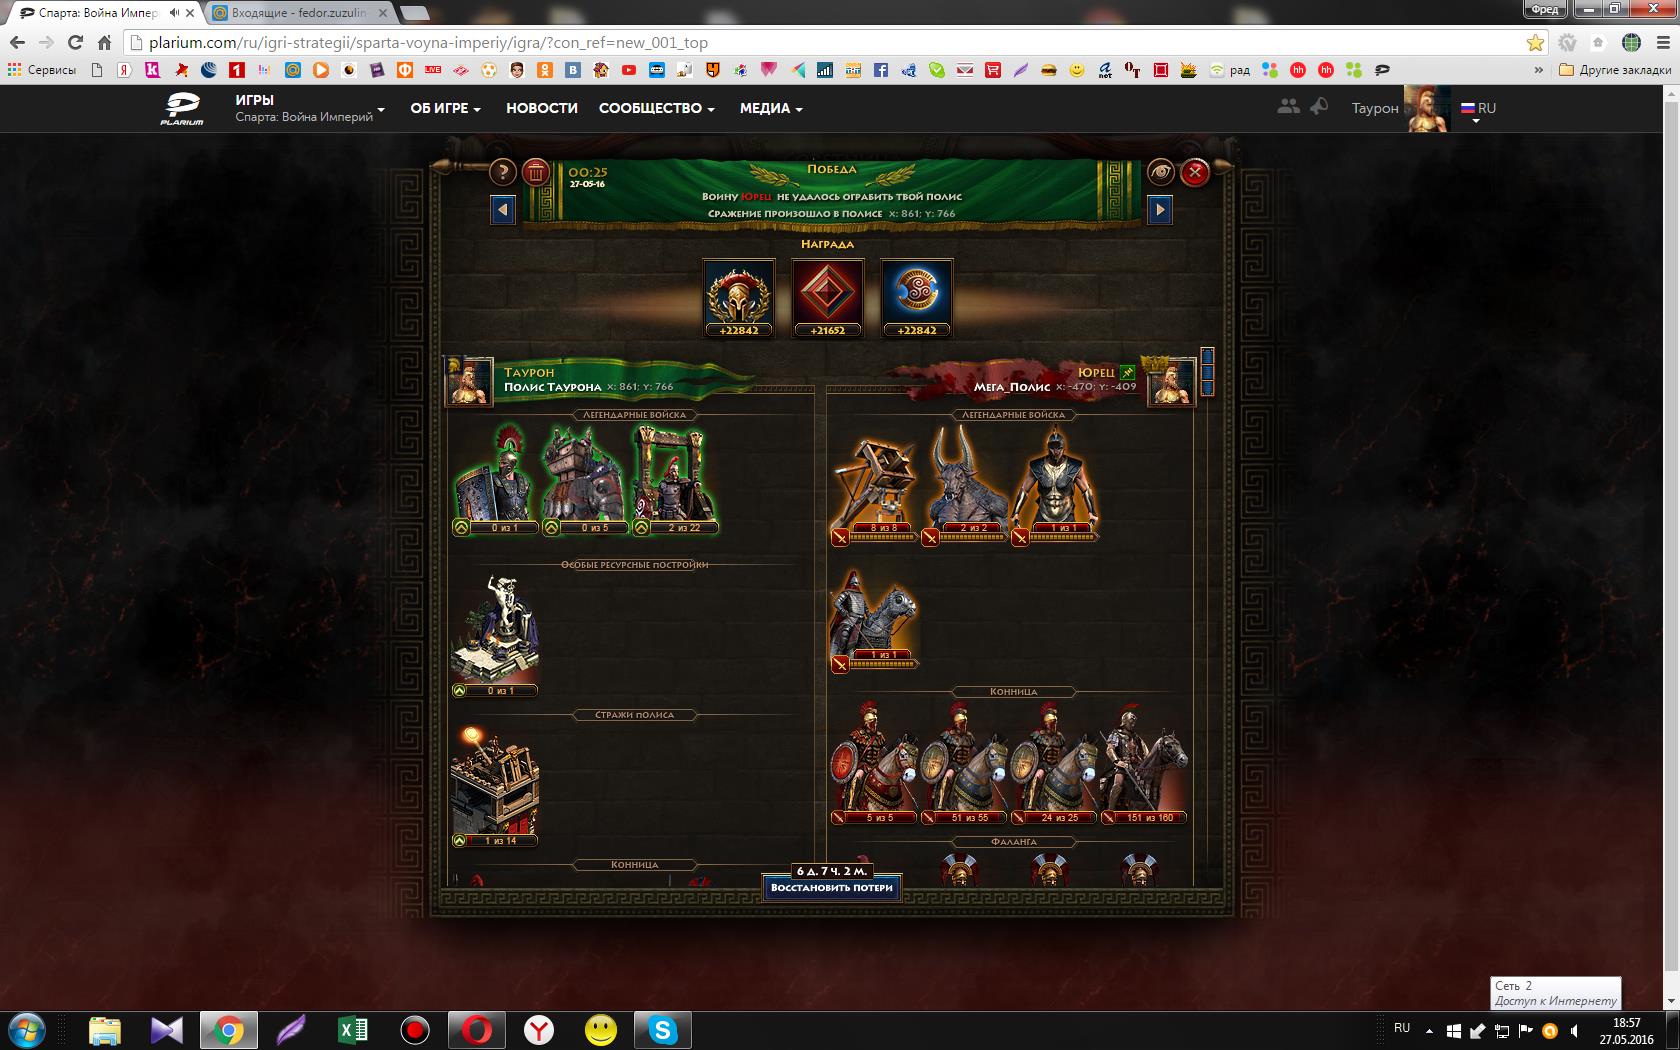 Спарта: Война Импери
Входящие - fedor.zuzulin
Фред
plarium.com/ru/igri-strategii/sparta-voyna-imperiy/igra/?con_ref=new_001_top
Сервисы
LIVE
рад
hh
hh
»
Другие закладки
PLARIUM
ИГРЫ
Спарта: Война Империй
ОБ ИГРЕ
НОВОСТИ
СООБЩЕСТВО
МЕДИА
Таурон
RU
?
00:25
27-05-16
Победа
Воину Юрец не удалось ограбить твой полис
Сражение произошло в полисе X: 861; Y: 766
Награда
+22842
+21652
+22842
Таурон
Полис Таурона X: 861; Y: 766
Юрец
Мега_Полис X: -470; Y: -409
Легендарные войска
Легендарные войска
0 из 1
0 из 5
2 из 22
8 из 8
2 из 2
1 из 1
Особые ресурсные постройки
0 из 1
1 из 1
Стражи полиса
Конница
1 из 14
5 из 5
51 из 55
24 из 25
151 из 160
Конница
Фаланга
6 д. 7 ч. 2 м.
Восстановить потери
Сеть 2
Доступ к Интернету
RU
18:57
27.05.2016